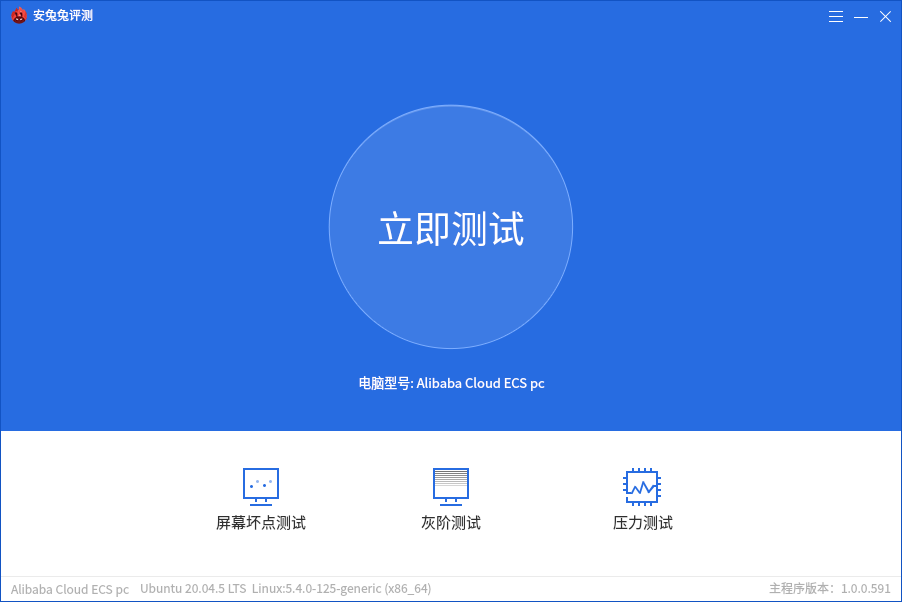 安兔兔评测
立即测试
电脑型号: Alibaba Cloud ECS pc
屏幕坏点测试
灰阶测试
压力测试
Alibaba Cloud ECS pc Ubuntu 20.04.5 LTS Linux:5.4.0-125-generic (x86_64) 主程序版本：1.0.0.591